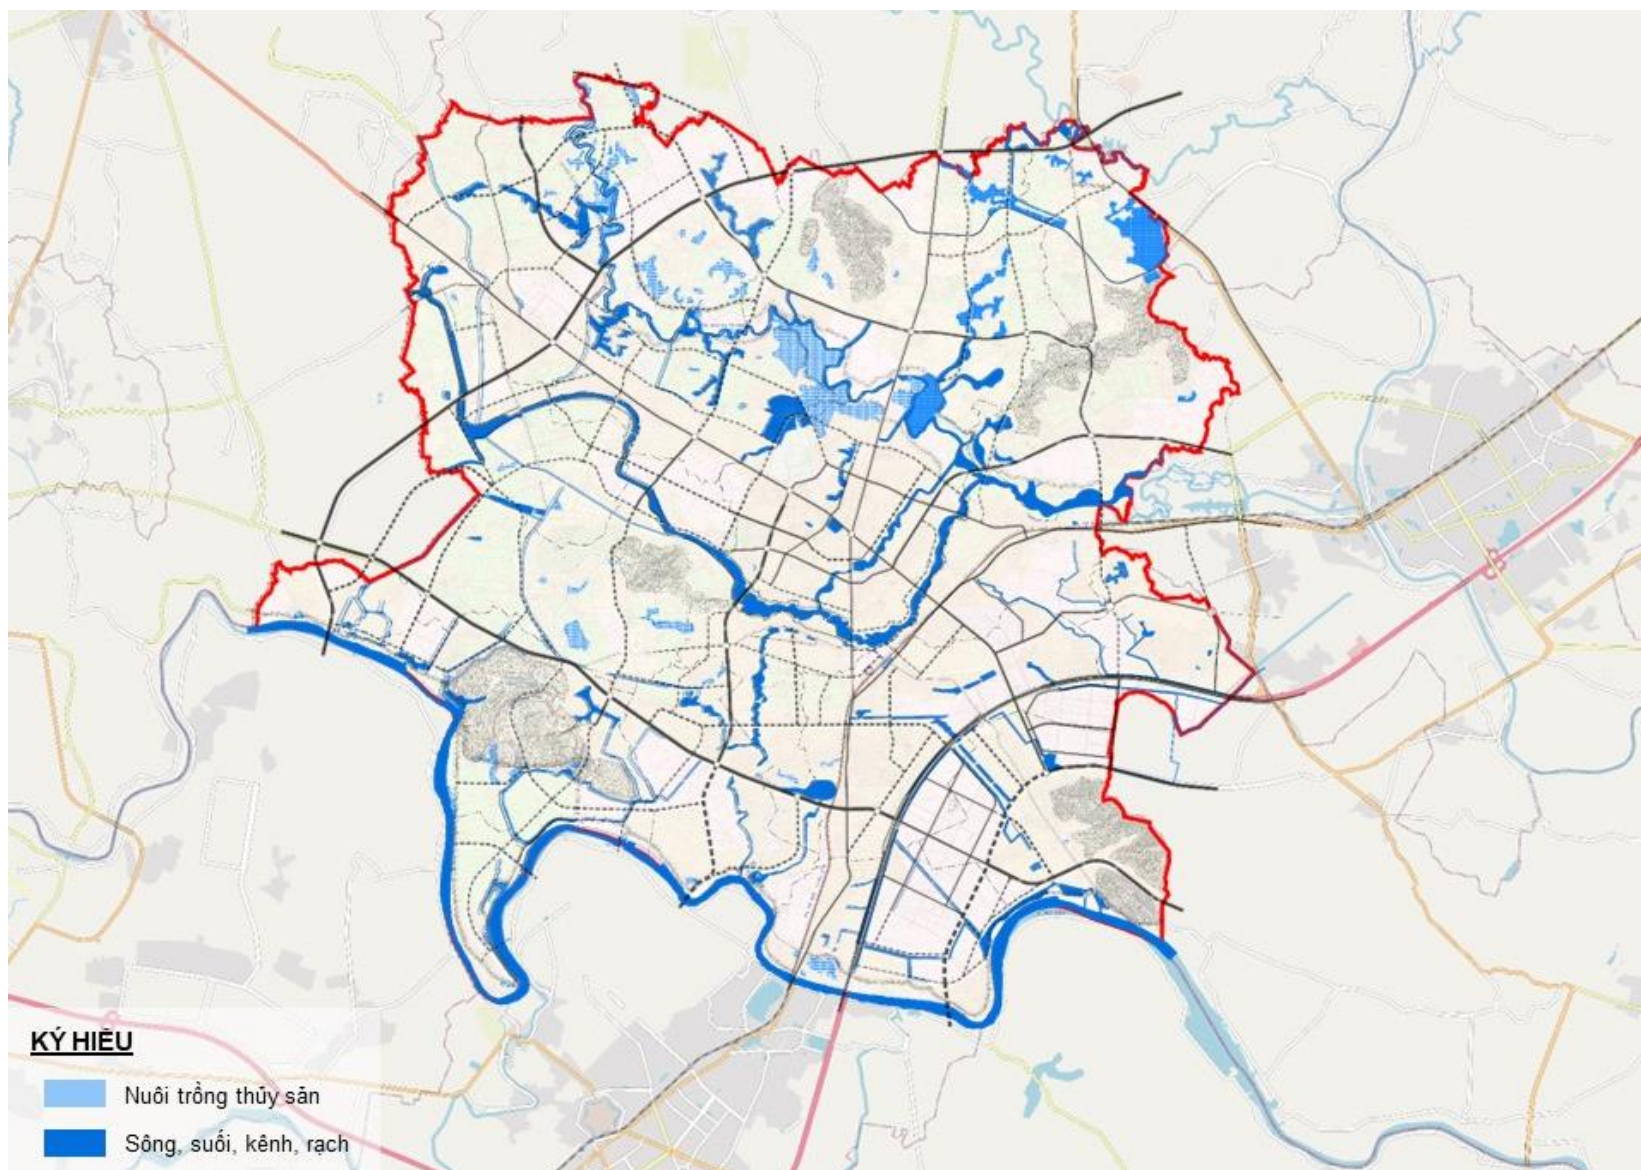 KÝ HIỆU
Nuôi trồng thủy sản
Sông, suối, kênh, rạch